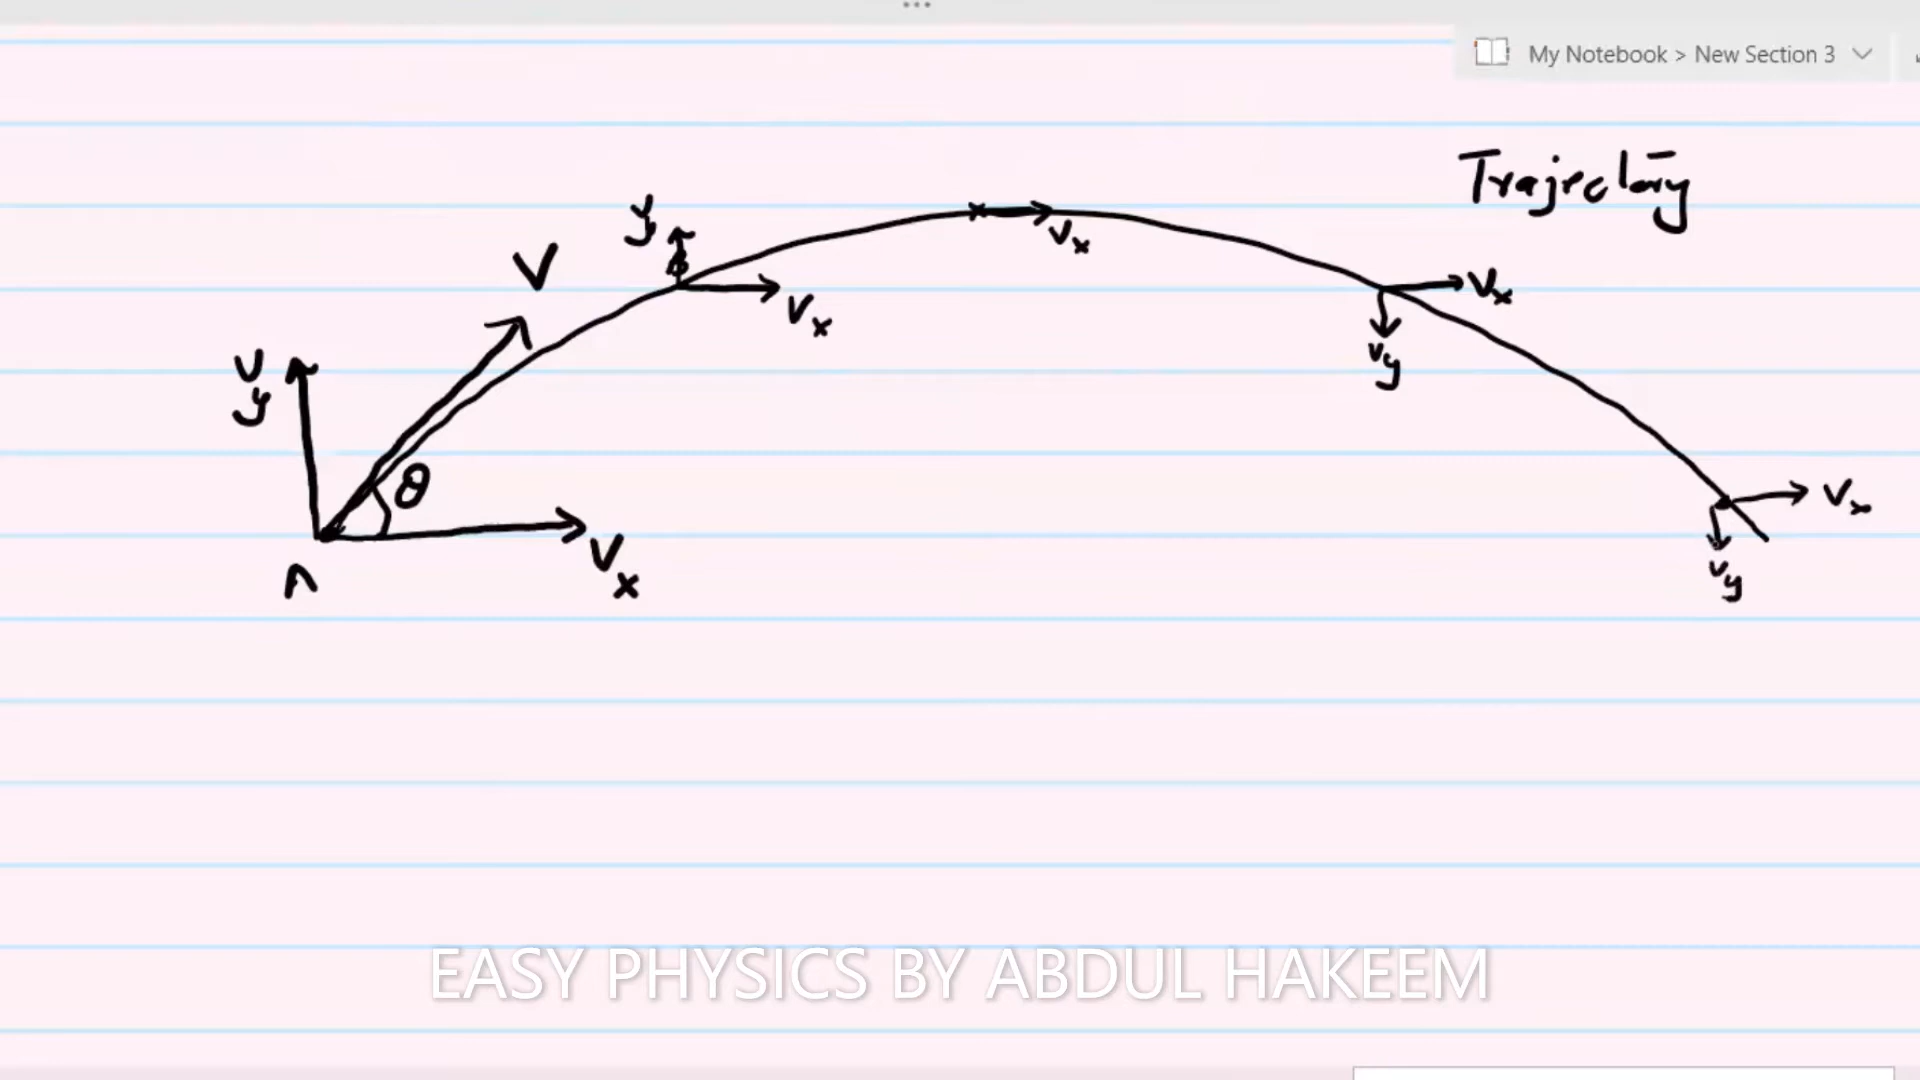 My Notebook > New Section 3
Trajectory
y
Vx
V
Vx
Vx
Vy
Vy
θ
Vx
Vx
A
Vy
EASY PHYSICS BY ABDUL HAKEEM